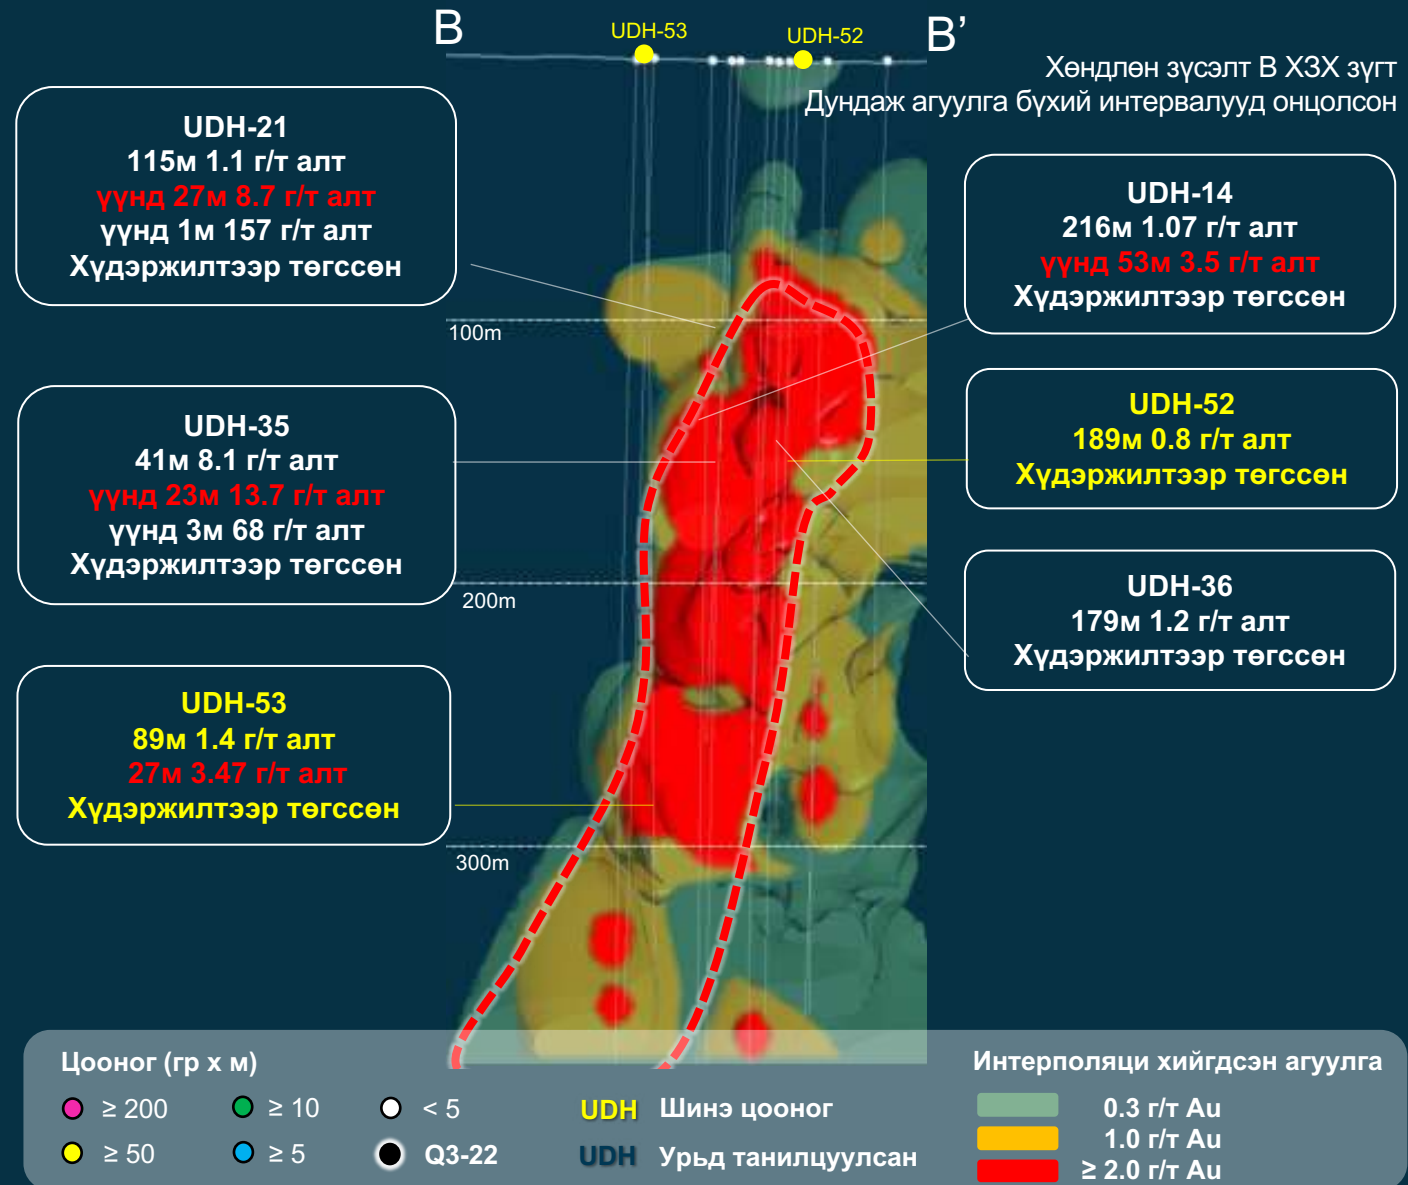 B
UDH-53
UDH-52
B’
Хөндлөн зүсэлт В ХЗХ зүгт
Дундаж агуулга бүхий интервалууд онцолсон
UDH-21
115м 1.1 г/т алт
үүнд 27м 8.7 г/т алт
үүнд 1м 157 г/т алт
Хүдэржилтээр төгссөн
UDH-14
216м 1.07 г/т алт
үүнд 53м 3.5 г/т алт
Хүдэржилтээр төгссөн
100m
UDH-35
41м 8.1 г/т алт
үүнд 23м 13.7 г/т алт
үүнд 3м 68 г/т алт
Хүдэржилтээр төгссөн
UDH-52
189м 0.8 г/т алт
Хүдэржилтээр төгссөн
200m
UDH-36
179м 1.2 г/т алт
Хүдэржилтээр төгссөн
UDH-53
89м 1.4 г/т алт
27м 3.47 г/т алт
Хүдэржилтээр төгссөн
300m
Цооног (гр х м)
≥ 200
≥ 10
< 5
≥ 50
≥ 5
Q3-22
UDH Шинэ цооног
UDH Урьд танилцуулсан
Интерполяци хийгдсэн агуулга
0.3 г/т Au
1.0 г/т Au
≥ 2.0 г/т Au